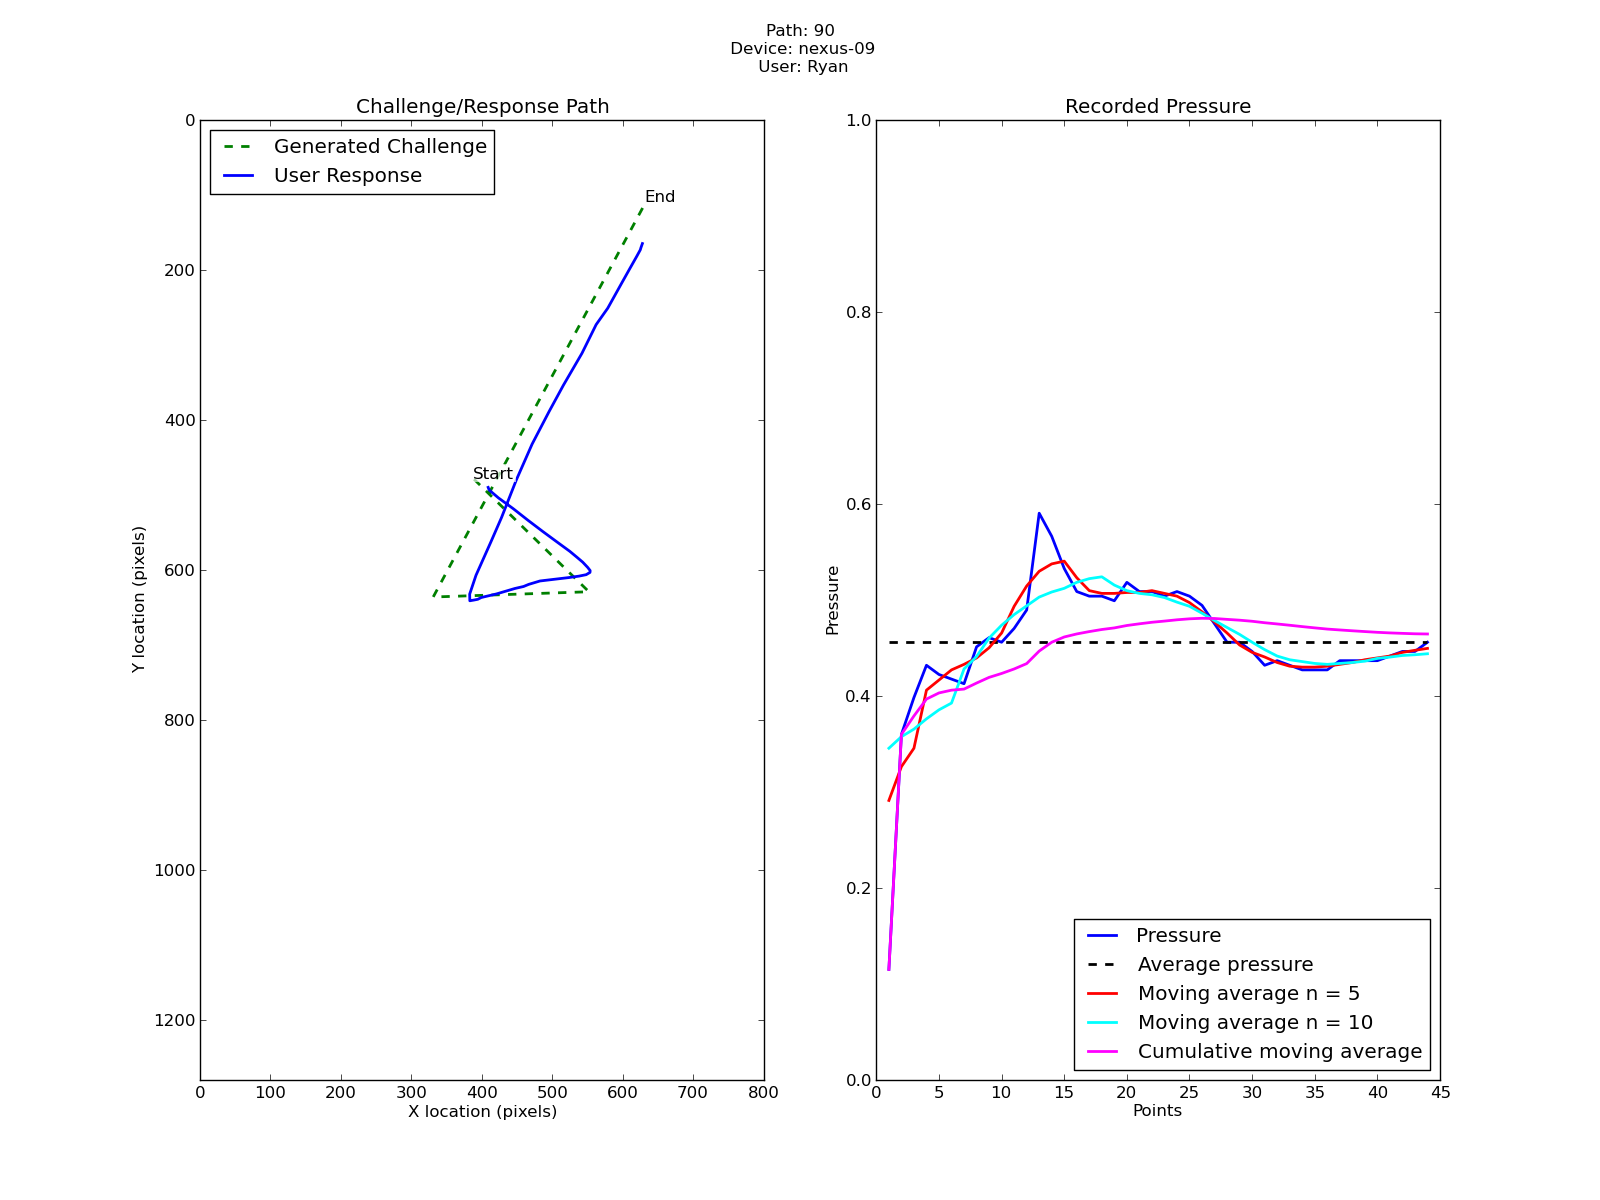 Path: 90
Device: nexus-09
User: Ryan
Challenge/Response Path
Generated Challenge
User Response
End
Start
0
200
400
600
800
1000
1200
Y location (pixels)
0 100 200 300 400 500 600 700 800
X location (pixels)
Recorded Pressure
1.0
0.8
0.6
0.4
0.2
0.0
Pressure
Pressure
Average pressure
Moving average n = 5
Moving average n = 10
Cumulative moving average
0 5 10 15 20 25 30 35 40 45
Points